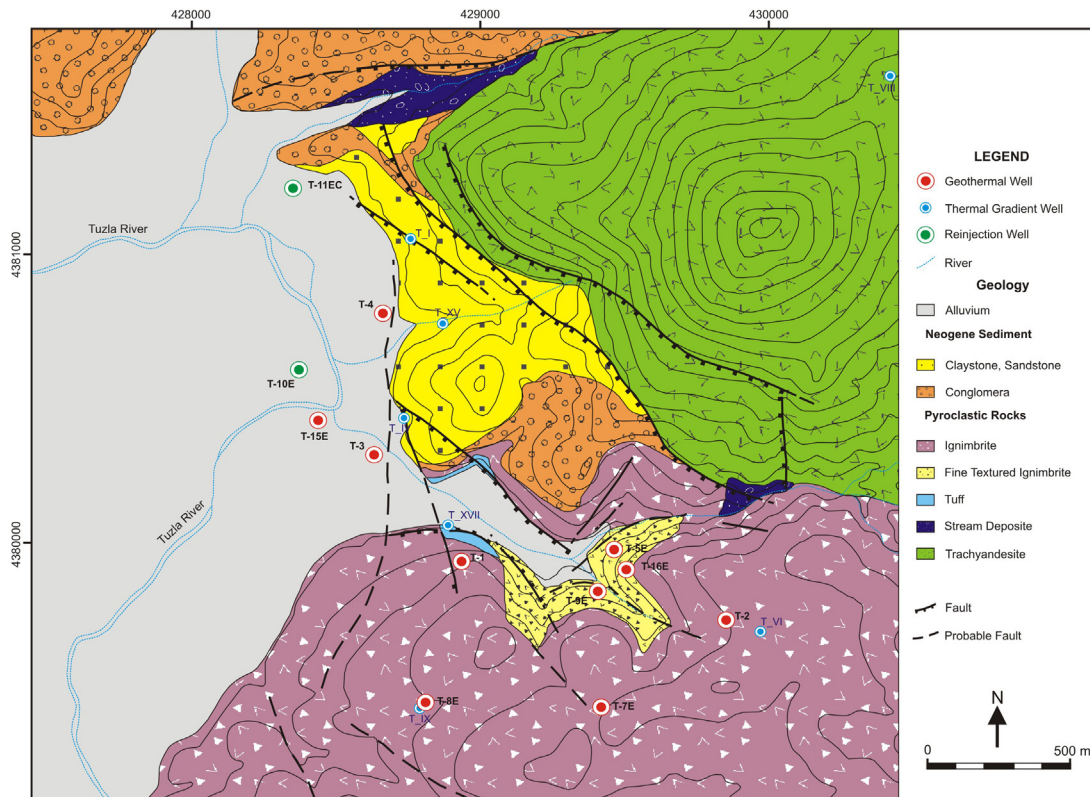 428000
429000
430000
4381000
4380000
T_VIII
T-11EC
Tuzla River
T_I
T-4
T_XV
T-10E
T-15E
T_I
T-3
Tuzla River
T_XVII
T-1
T-5E
T-16E
T-9E
T-2
T_VI
T-8E
T_IX
T-7E
LEGEND
Geothermal Well
Thermal Gradient Well
Reinjection Well
River
Geology
Alluvium
Neogene Sediment
Claystone, Sandstone
Conglomera
Pyroclastic Rocks
Ignimbrite
Fine Textured Ignimbrite
Tuff
Stream Deposite
Trachyandesite
Fault
Probable Fault
N
0
500 m